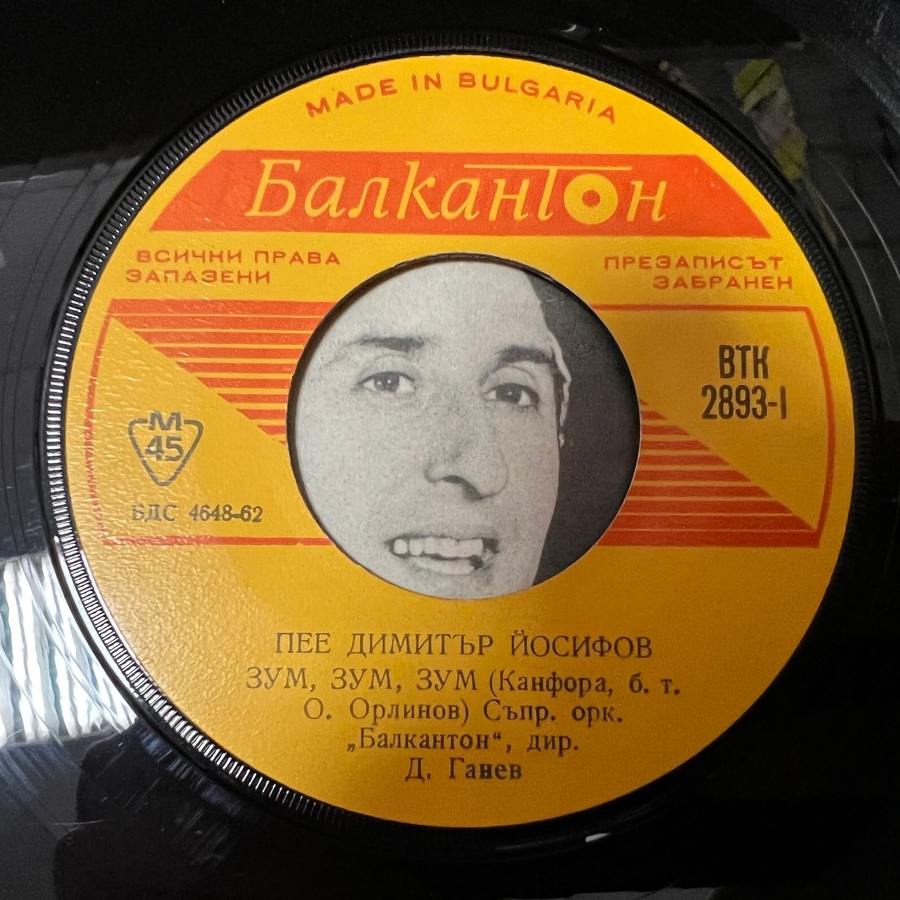 MADE IN BULGARIA
Балкантон
ВСИЧНИ ПРАВА
ЗАПАЗЕНИ
ПРЕЗАПИСЪТ
ЗАБРАНЕН
ВТК
2893-I
М
45
БДС 4648-62
ПЕЕ ДИМИТЪР ЙОСИФОВ
ЗУМ, ЗУМ, ЗУМ (Канфора, б. т.
О. Орлинов) Съпр. орк.
„Балкантон“, дир.
Д. Ганев